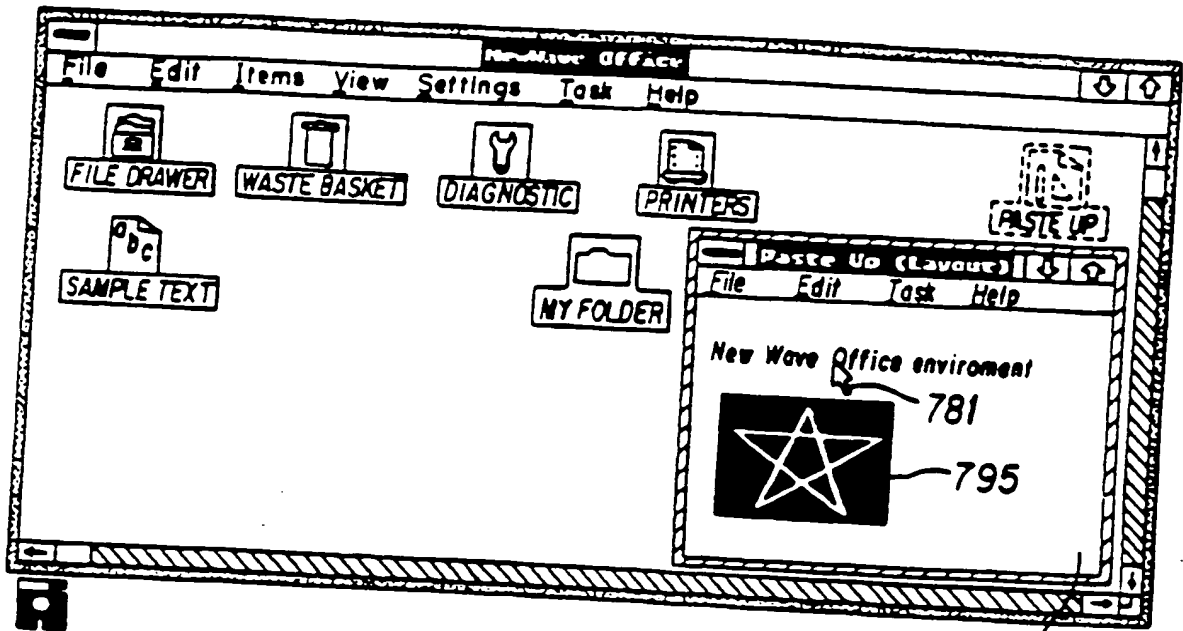 NewWave Office
File Edit Items View Settings Task Help
FILE DRAWER WASTE BASKET DIAGNOSTIC PRINTERS PASTE UP
abc
SAMPLE TEXT MY FOLDER
Paste Up (Layout)
File Edit Task Help
New Wave Office enviroment
781
795